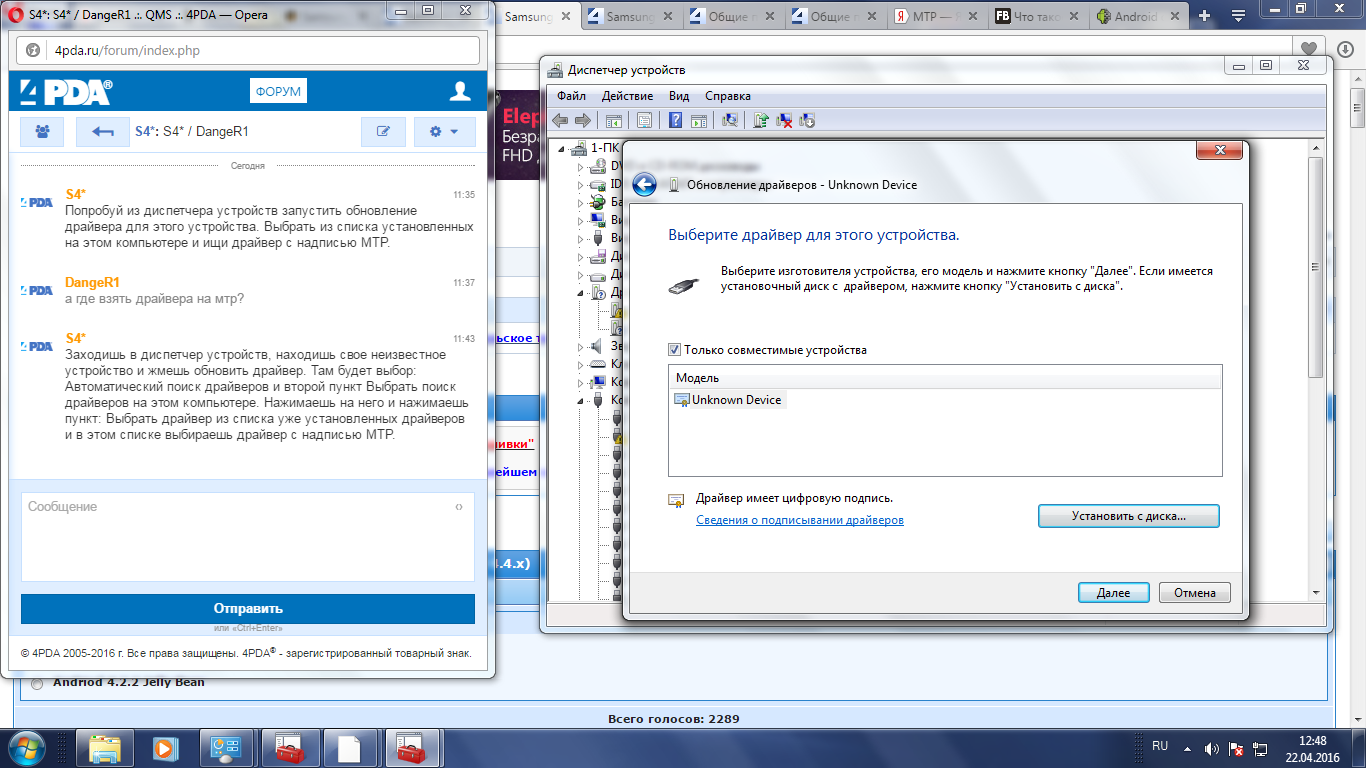 S4*: S4* / DangeR1 .:. QMS .:. 4PDA — Opera
4pda.ru/forum/index.php
4PDA®
ФОРУМ
S4*: S4* / DangeR1
Сегодня
S4*
11:35
Попробуй из диспетчера устройств запустить обновление
драйвера для этого устройства. Выбрать из списка установленных
на этом компьютере и ищи драйвер с надписью МТР.
DangeR1
11:37
а где взять драйвера на мтр?
S4*
11:43
Заходишь в диспетчер устройств, находишь свое неизвестное
устройство и жмешь обновить драйвер. Там будет выбор:
Автоматический поиск драйверов и второй пункт Выбрать поиск
драйверов на этом компьютере. Нажимаешь на него и нажимаешь
пункт: Выбрать драйвер из списка уже установленных драйверов
и в этом списке выбираешь драйвер с надписью МТР.
Сообщение
Отправить
или «Ctrl+Enter»
© 4PDA 2005-2016 г. Все права защищены. 4PDA® - зарегистрированный товарный знак.
Samsung
Samsung
Общие п
Общие п
MTP —
Что тако
Android
Elep
Безра
FHD
ьское т
ивки"
ейшем
.4.x)
Диспетчер устройств
Файл Действие Вид Справка
1-ПК
Обновление драйверов - Unknown Device
Выберите драйвер для этого устройства.
Выберите изготовителя устройства, его модель и нажмите кнопку "Далее". Если имеется
установочный диск с драйвером, нажмите кнопку "Установить с диска".
Только совместимые устройства
Модель
Unknown Device
Драйвер имеет цифровую подпись.
Сведения о подписывании драйверов
Установить с диска...
Далее
Отмена
Andriod 4.2.2 Jelly Bean
Всего голосов: 2289
RU
12:48
22.04.2016